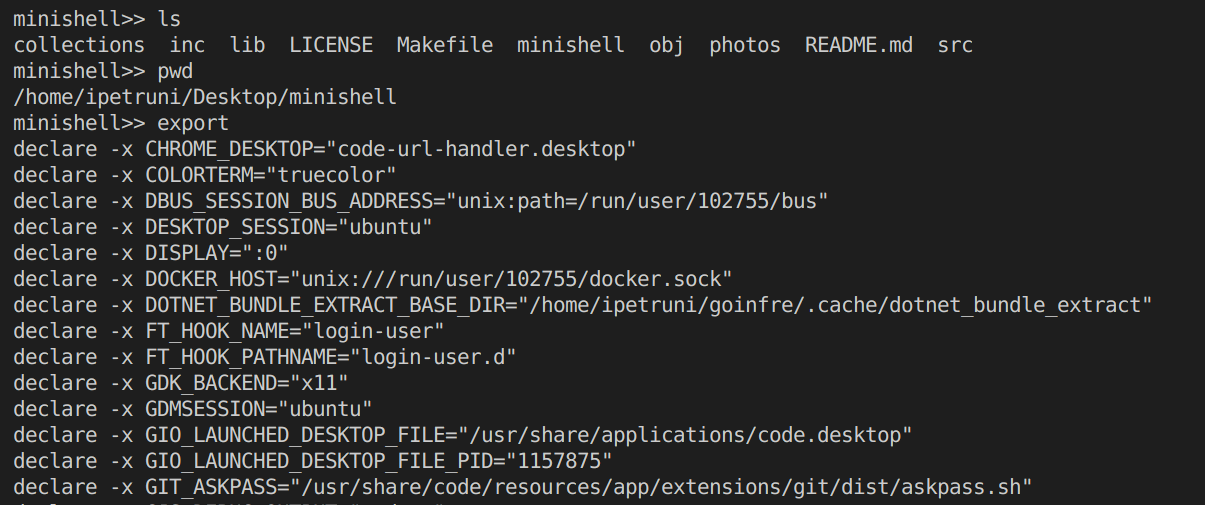 minishell>> ls
collections  inc  lib  LICENSE  Makefile  minishell  obj  photos  README.md  src
minishell>> pwd
/home/ipetruni/Desktop/minishell
minishell>> export
declare -x CHROME_DESKTOP="code-url-handler.desktop"
declare -x COLORTERM="truecolor"
declare -x DBUS_SESSION_BUS_ADDRESS="unix:path=/run/user/102755/bus"
declare -x DESKTOP_SESSION="ubuntu"
declare -x DISPLAY=":0"
declare -x DOCKER_HOST="unix:///run/user/102755/docker.sock"
declare -x DOTNET_BUNDLE_EXTRACT_BASE_DIR="/home/ipetruni/goinfre/.cache/dotnet_bundle_extract"
declare -x FT_HOOK_NAME="login-user"
declare -x FT_HOOK_PATHNAME="login-user.d"
declare -x GDK_BACKEND="x11"
declare -x GDMSESSION="ubuntu"
declare -x GIO_LAUNCHED_DESKTOP_FILE="/usr/share/applications/code.desktop"
declare -x GIO_LAUNCHED_DESKTOP_FILE_PID="1157875"
declare -x GIT_ASKPASS="/usr/share/code/resources/app/extensions/git/dist/askpass.sh"